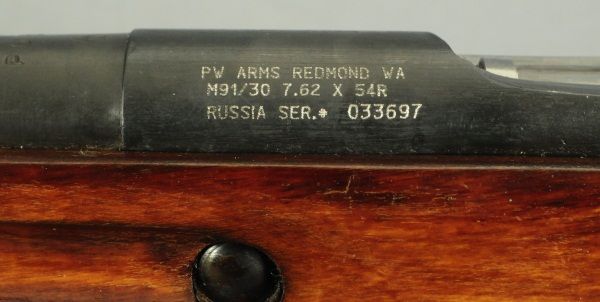 PW ARMS REDMOND WA
M91/30 7.62 X 54R
RUSSIA SER.# 033697